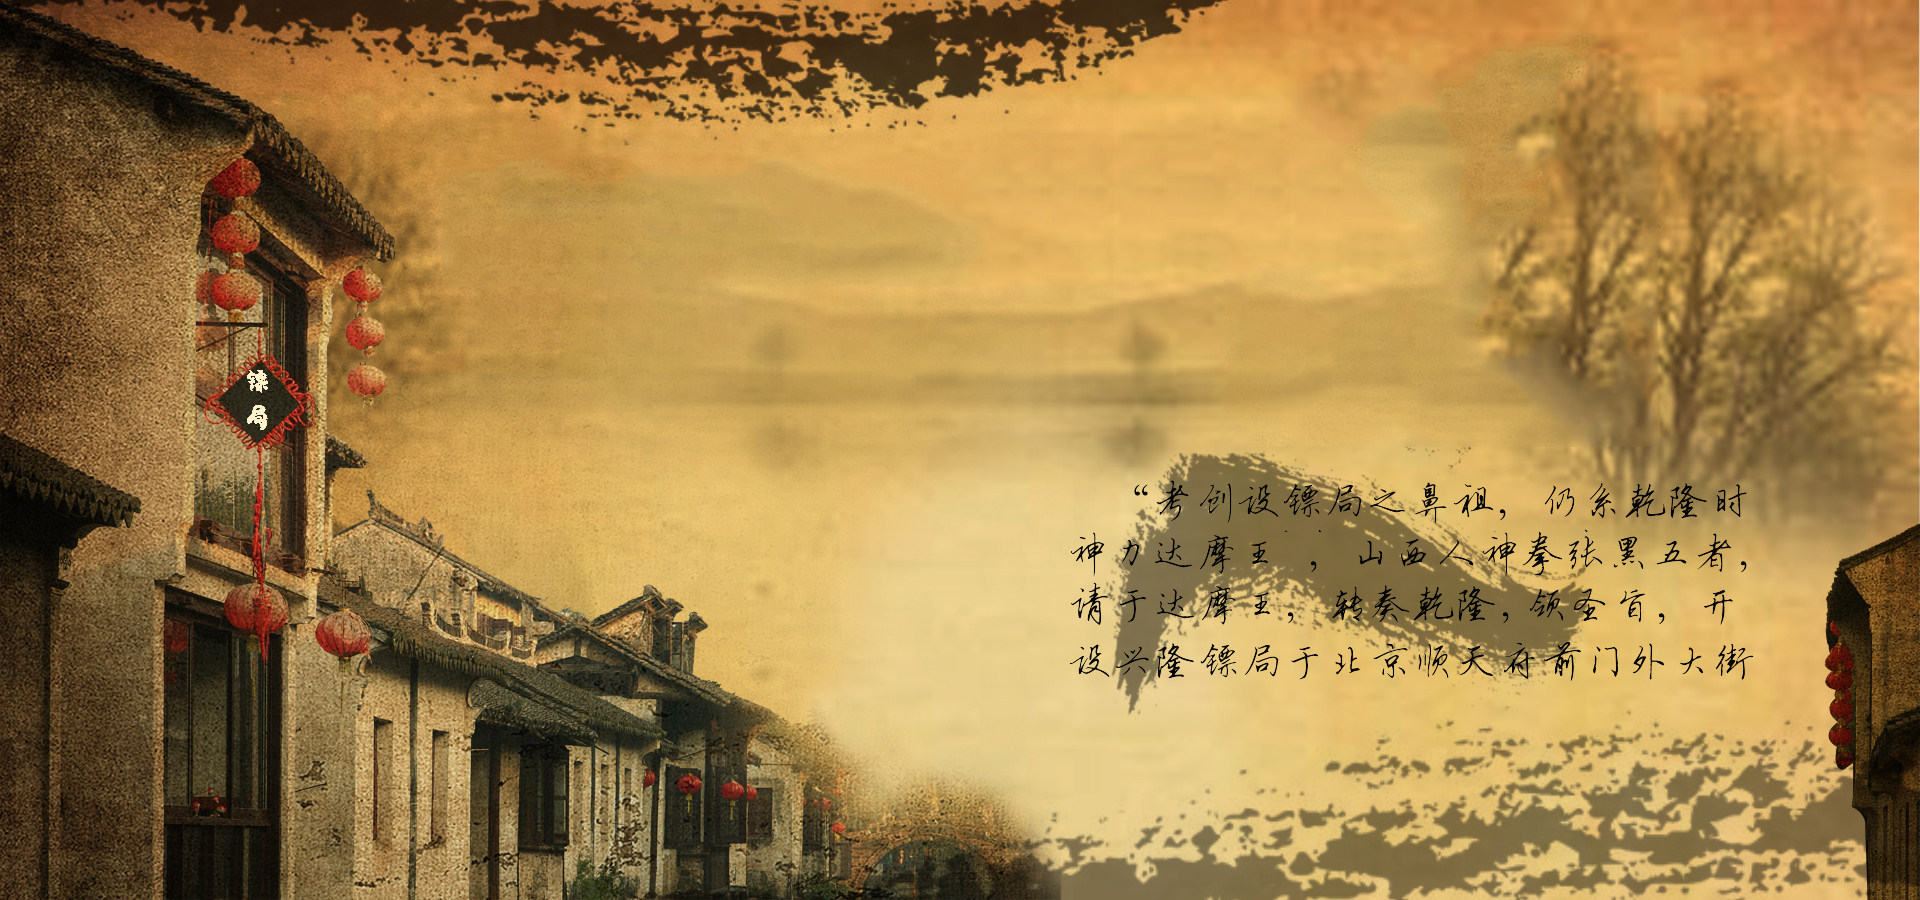 镖
局
“考创设镖局之鼻祖，仍系乾隆时
神力达摩王˙，山西人神拳张黑五者，
请于达摩王，转奏乾隆，领圣旨，开
设兴隆镖局于北京顺天府前门外大街